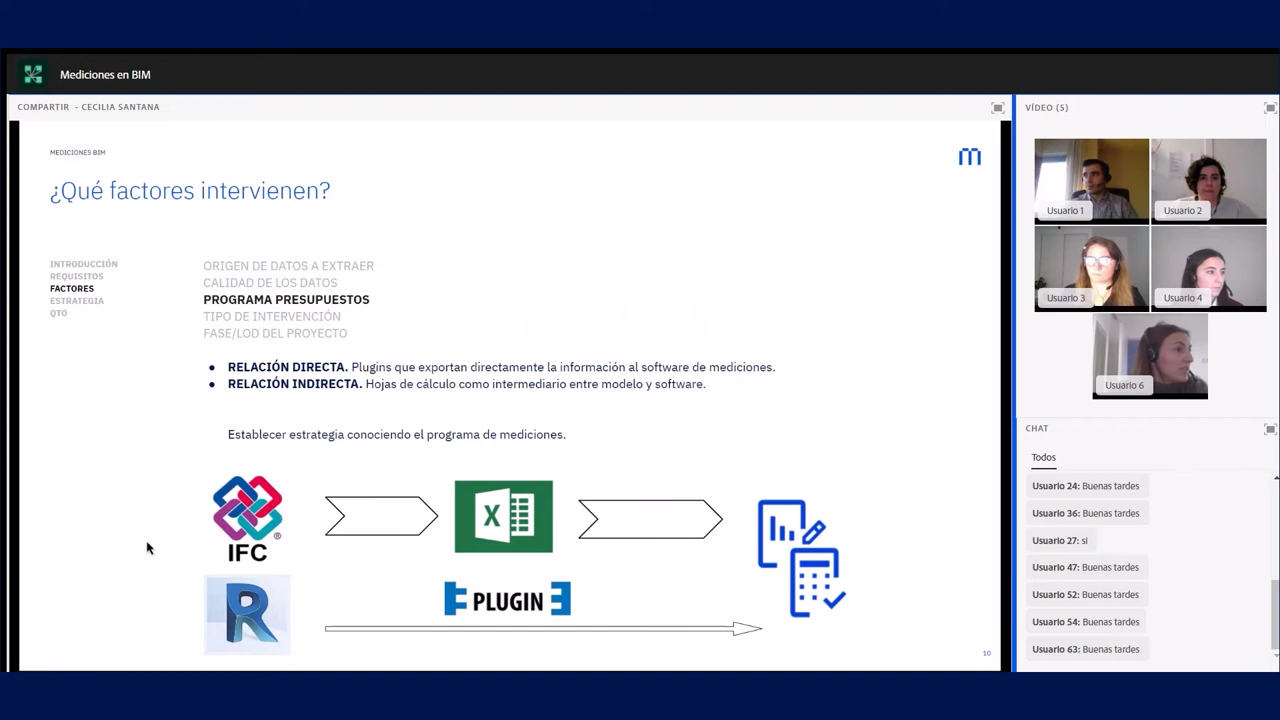 Mediciones en BIM
COMPARTIR - CECILIA SANTANA
MEDICIONES BIM
¿Qué factores intervienen?
INTRODUCCIÓN
REQUISITOS
FACTORES
ESTRATEGIA
QTO
ORIGEN DE DATOS A EXTRAER
CALIDAD DE LOS DATOS
PROGRAMA PRESUPUESTOS
TIPO DE INTERVENCIÓN
FASE/LOD DEL PROYECTO
• RELACIÓN DIRECTA. Plugins que exportan directamente la información al software de mediciones.
• RELACIÓN INDIRECTA. Hojas de cálculo como intermediario entre modelo y software.
Establecer estrategia conociendo el programa de mediciones.
IFC
®
X
R
PLUGIN
10
VÍDEO (5)
Usuario 1
Usuario 2
Usuario 3
Usuario 4
Usuario 6
CHAT
Todos
Usuario 24: Buenas tardes
Usuario 36: Buenas tardes
Usuario 27: si
Usuario 47: Buenas tardes
Usuario 52: Buenas tardes
Usuario 54: Buenas tardes
Usuario 63: Buenas tardes